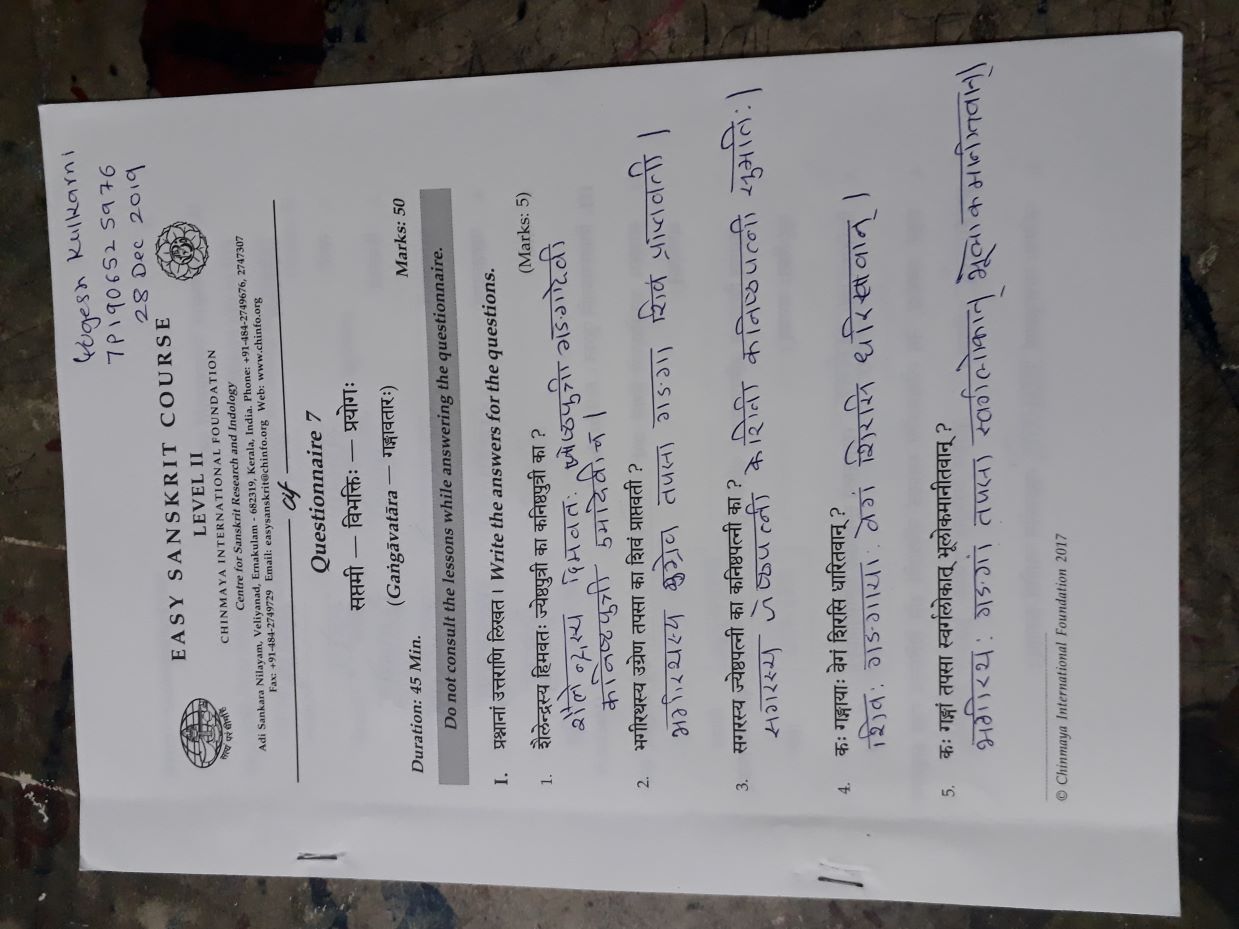 Yogesh Kulkarni
7P1906525976
28 Dec 2019
EASY SANSKRIT COURSE
LEVEL II
CHINMAYA INTERNATIONAL FOUNDATION
Centre for Sanskrit Research and Indology
Adi Sankara Nilayam, Veliyanad, Ernakulam - 682319, Kerala, India. Phone: +91-484-2749676, 2747307
Fax: +91-484-2749729 Email: easysanskrit@chinfo.org Web: www.chinfo.org
cif
Questionnaire 7
सप्तमी — विभक्तिः — प्रयोगः
(Gaṅgāvatāra — गङ्गावतारः)
Duration: 45 Min. Marks: 50
Do not consult the lessons while answering the questionnaire.
I. प्रश्नानां उत्तराणि लिखत । Write the answers for the questions.
(Marks: 5)
1. शैलेन्द्रस्य हिमवतः ज्येष्ठपुत्री का कनिष्ठपुत्री का ?
शैलेन्द्रस्य हिमवतः ज्येष्ठपुत्री गङ्गादेवी
कनिष्ठपुत्री उमादेवी च ।
2. भगीरथस्य उग्रेण तपसा का शिवं प्राप्तवती ?
भगीरथस्य तपसा गङ्गा शिवं प्राप्तवती ।
3. सगरस्य ज्येष्ठपत्नी का कनिष्ठपत्नी का ?
सगरस्य जेष्ठपत्नी केशिनी कनिष्ठपत्नी सुमतिः ।
4. कः गङ्गायाः वेगं शिरसि धारितवान् ?
शिवः गङ्गायाः वेगं शिरसि धरितवान् ।
5. कः गङ्गां तपसा स्वर्गलोकात् भूलोकमानीतवान् ?
भगीरथः गङ्गां तपसा स्वर्गलोकात् भूलोकमानीतवान् ।
© Chinmaya International Foundation 2017